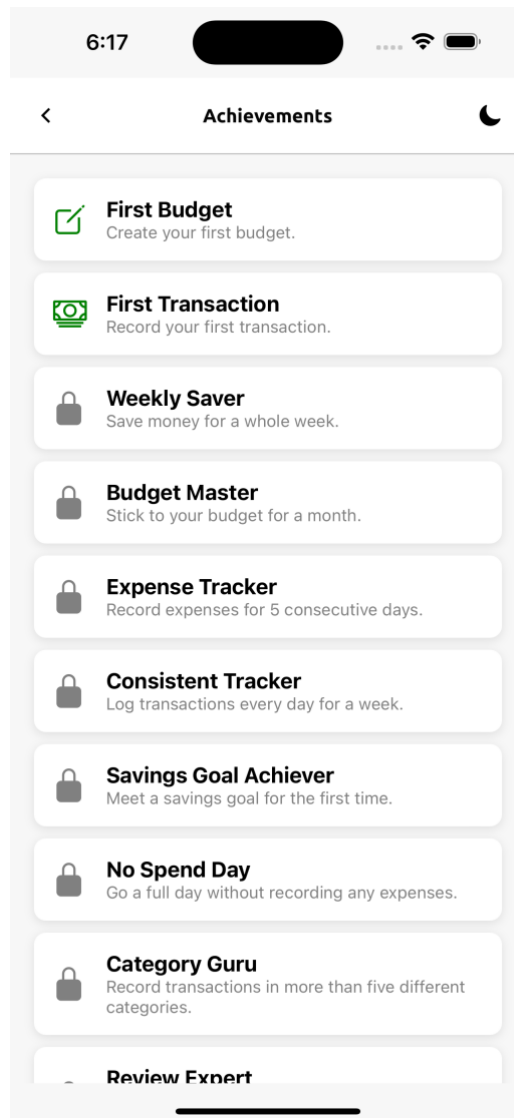 6:17
Achievements
First Budget
Create your first budget.
First Transaction
Record your first transaction.
Weekly Saver
Save money for a whole week.
Budget Master
Stick to your budget for a month.
Expense Tracker
Record expenses for 5 consecutive days.
Consistent Tracker
Log transactions every day for a week.
Savings Goal Achiever
Meet a savings goal for the first time.
No Spend Day
Go a full day without recording any expenses.
Category Guru
Record transactions in more than five different
categories.
Review Expert